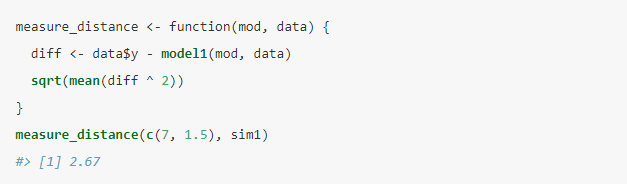 measure_distance <- function(mod, data) {
  diff <- data$y - model1(mod, data)
  sqrt(mean(diff ^ 2))
}
measure_distance(c(7, 1.5), sim1)
#> [1] 2.67